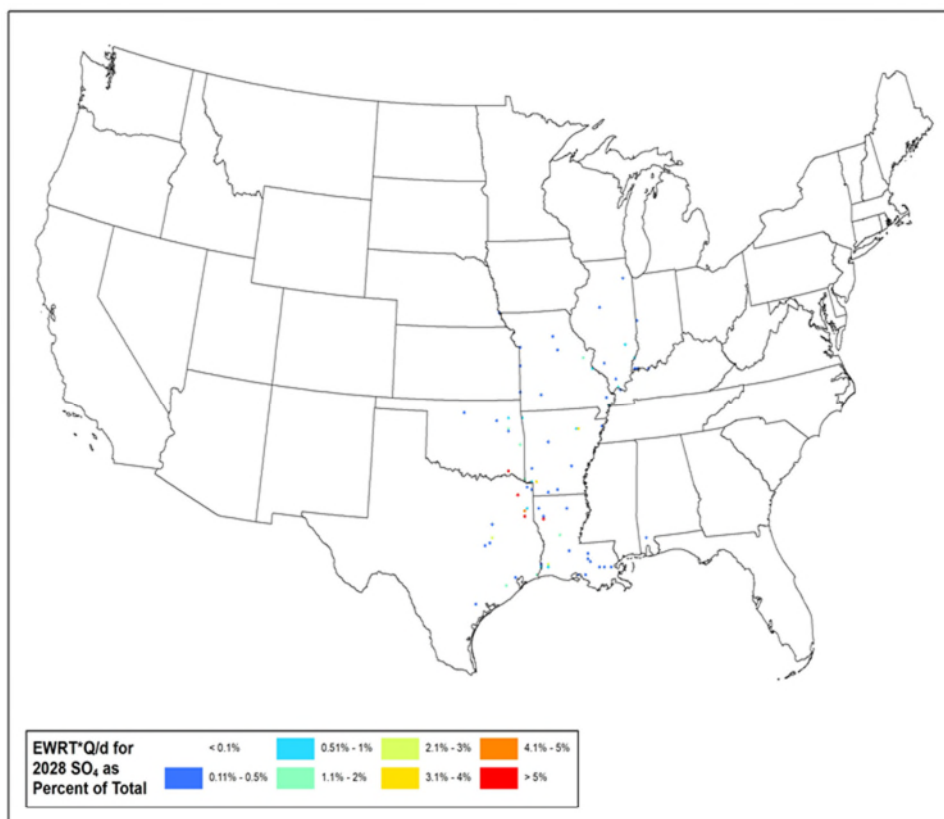 EWRT*Q/d for
2028 SO₄ as
Percent of Total
< 0.1%
0.51% - 1%
2.1% - 3%
4.1% - 5%
0.11% - 0.5%
1.1% - 2%
3.1% - 4%
> 5%